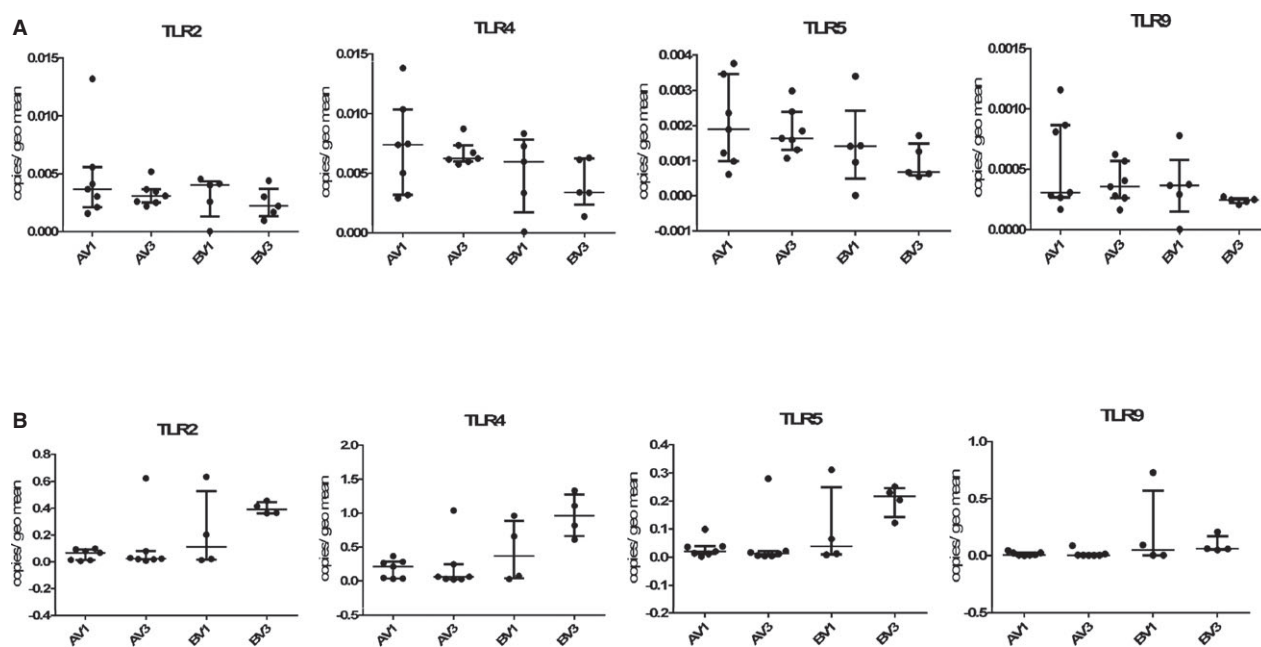 A
TLR2
copies/ geo mean
0.015
0.010
0.005
0.000
AV1
AV3
BV1
BV3
TLR4
copies/ geo mean
0.015
0.010
0.005
0.000
AV1
AV3
BV1
BV3
TLR5
copies/ geo mean
0.004
0.003
0.002
0.001
0.000
-0.001
AV1
AV3
BV1
BV3
TLR9
copies/ geo mean
0.0015
0.0010
0.0005
0.0000
AV1
AV3
BV1
BV3
B
TLR2
copies/ geo mean
0.8
0.6
0.4
0.2
0.0
-0.2
-0.4
AV1
AV3
BV1
BV3
TLR4
copies/ geo mean
2.0
1.5
1.0
0.5
0.0
-0.5
AV1
AV3
BV1
BV3
TLR5
copies/ geo mean
0.4
0.3
0.2
0.1
0.0
-0.1
-0.2
AV1
AV3
BV1
BV3
TLR9
copies/ geo mean
1.0
0.5
0.0
-0.5
AV1
AV3
BV1
BV3